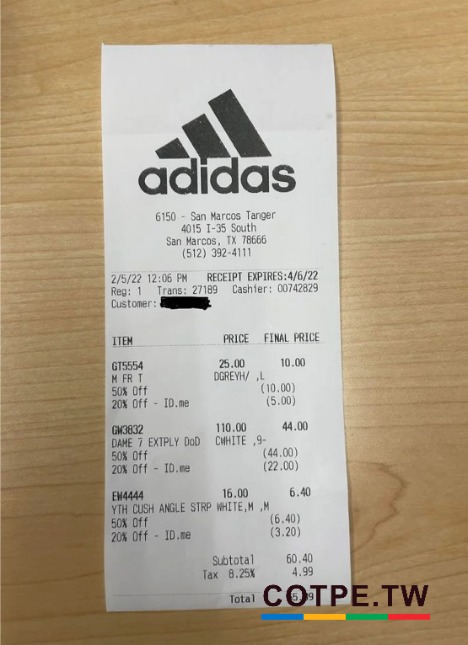 adidas
6150 - San Marcos Tanger
4015 I-35 South
San Marcos, TX 78666
(512) 392-4111
2/5/22 12:06 PM RECEIPT EXPIRES:4/6/22
Reg: 1 Trans: 27189 Cashier: 00742829
Customer:
ITEM PRICE FINAL PRICE
GT5554 25.00 10.00
M FR T DGREYH/ ,L
50% Off (10.00)
20% Off - ID.me (5.00)
GW3832 110.00 44.00
DAME 7 EXTPLY DoD CWHITE ,9-
50% Off (44.00)
20% Off - ID.me (22.00)
EW4444 16.00 6.40
YTH CUSH ANGLE STRP WHITE,M ,M
50% Off (6.40)
20% Off - ID.me (3.20)
Subtotal 60.40
Tax 8.25% 4.99
Total
COTPE.TW